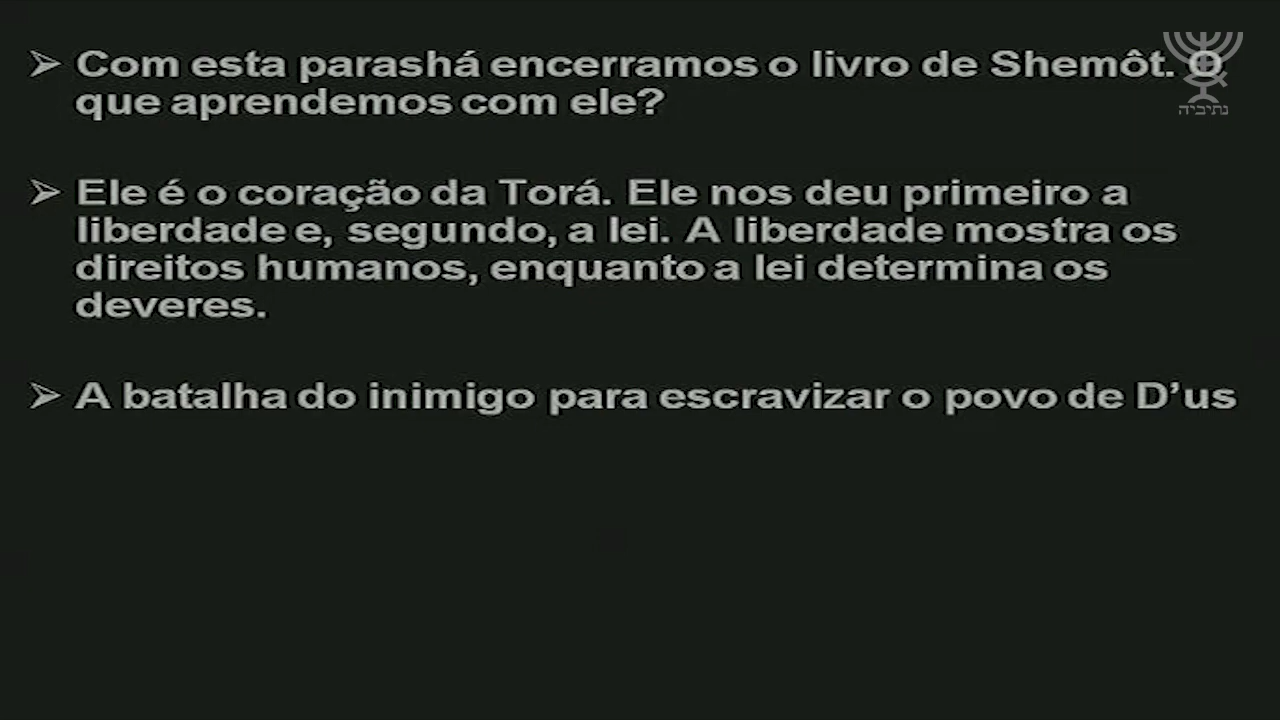 ➢ Com esta parashá encerramos o livro de Shemôt. O
que aprendemos com ele?
➢ Ele é o coração da Torá. Ele nos deu primeiro a
liberdade e, segundo, a lei. A liberdade mostra os
direitos humanos, enquanto a lei determina os
deveres.
➢ A batalha do inimigo para escravizar o povo de D’us
נתיביה